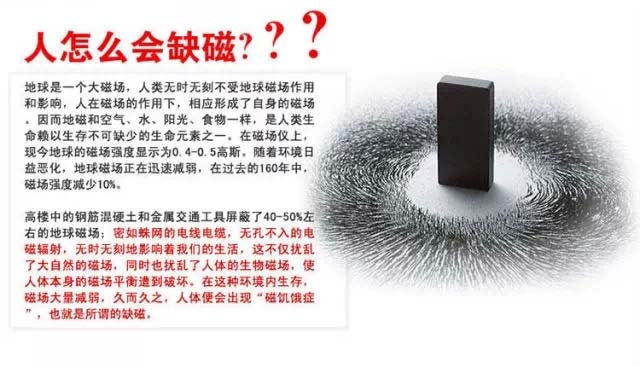 人怎么会缺磁???
地球是一个大磁场，人类无时无刻不受地球磁场作用
和影响，人在磁场的作用下，相应形成了自身的磁场
。因而地磁和空气、水、阳光、食物一样，是人类生
命赖以生存不可缺少的生命元素之一。在磁场仪上，
现今地球的磁场强度显示为0.4-0.5高斯。随着环境日
益恶化，地球磁场正在迅速减弱，在过去的160年中，
磁场强度减少10%。
高楼中的钢筋混硬土和金属交通工具屏蔽了40-50%左
右的地球磁场；密如蛛网的电线电缆，无孔不入的电
磁辐射，无时无刻地影响着我们的生活，这不仅扰乱
了大自然的磁场，同时也扰乱了人体的生物磁场，使
人体本身的磁场平衡遭到破坏。在这种环境内生存，
磁场大量减弱，久而久之，人体便会出现“磁饥饿症
”，也就是所谓的缺磁。